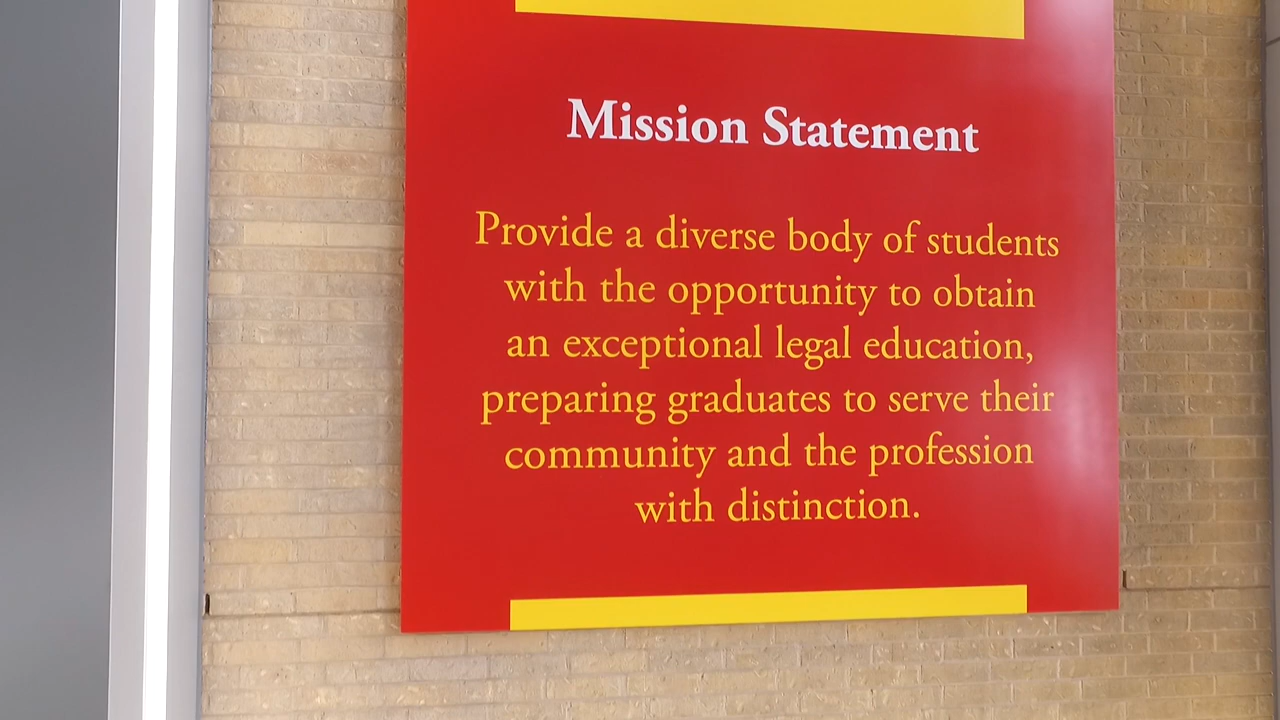 Mission Statement
Provide a diverse body of students
with the opportunity to obtain
an exceptional legal education,
preparing graduates to serve their
community and the profession
with distinction.